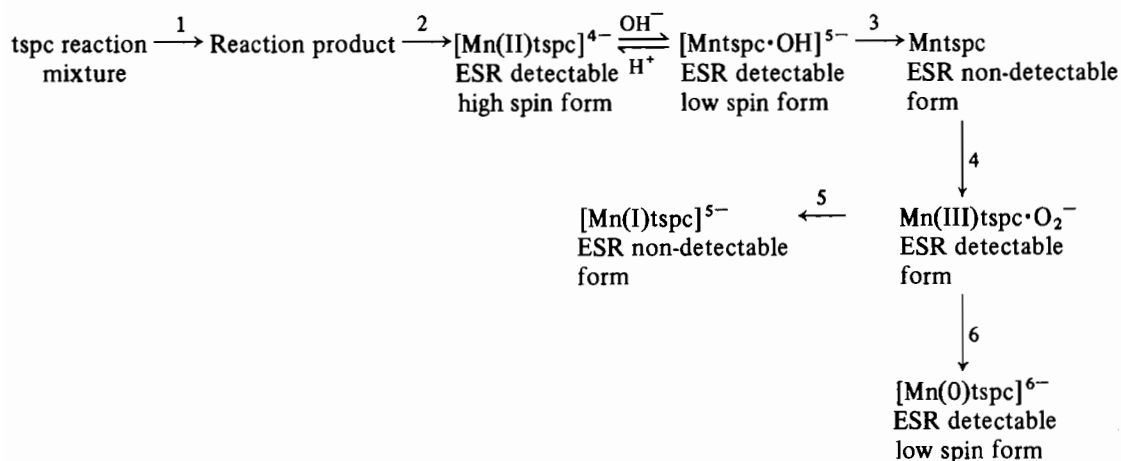 1
2
OH⁻
3
tspc reaction → Reaction product → [Mn(II)tspc]⁴⁻ ⇌ [Mntspc·OH]⁵⁻ → Mntspc
mixture
ESR detectable
high spin form
H⁺
ESR detectable
low spin form
ESR non-detectable
form
4
5
[Mn(I)tspc]⁵⁻ ←
ESR non-detectable
form
Mn(III)tspc·O₂⁻
ESR detectable
form
6
[Mn(0)tspc]⁶⁻
ESR detectable
low spin form